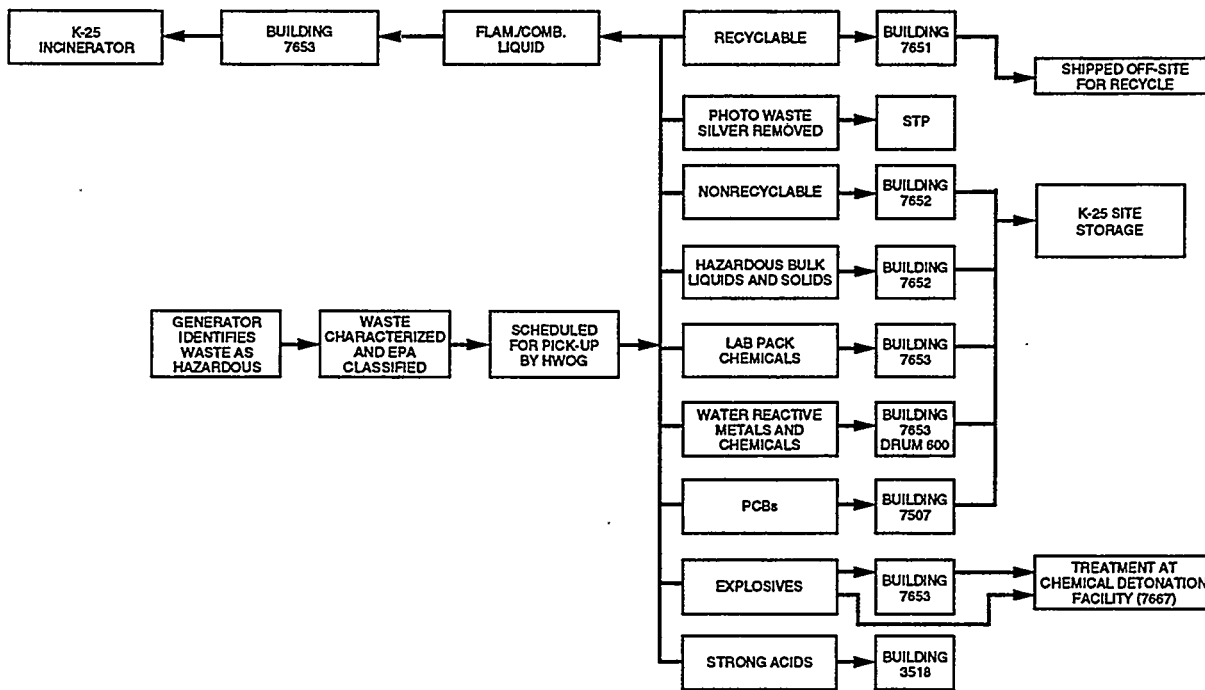 K-25
INCINERATOR
BUILDING
7653
FLAM./COMB.
LIQUID
RECYCLABLE
BUILDING
7651
SHIPPED OFF-SITE
FOR RECYCLE
PHOTO WASTE
SILVER REMOVED
STP
NONRECYCLABLE
BUILDING
7652
K-25 SITE
STORAGE
HAZARDOUS BULK
LIQUIDS AND SOLIDS
BUILDING
7652
GENERATOR
IDENTIFIES
WASTE AS
HAZARDOUS
WASTE
CHARACTERIZED
AND EPA
CLASSIFIED
SCHEDULED
FOR PICK-UP
BY HWOG
LAB PACK
CHEMICALS
BUILDING
7653
WATER REACTIVE
METALS AND
CHEMICALS
BUILDING
7653
DRUM 600
PCBs
BUILDING
7507
EXPLOSIVES
BUILDING
7653
TREATMENT AT
CHEMICAL DETONATION
FACILITY (7667)
STRONG ACIDS
BUILDING
3518